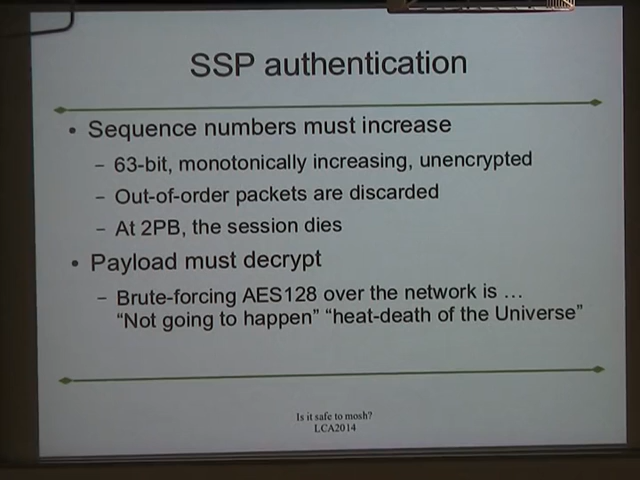 SSP authentication
• Sequence numbers must increase
– 63-bit, monotonically increasing, unencrypted
– Out-of-order packets are discarded
– At 2PB, the session dies
• Payload must decrypt
– Brute-forcing AES128 over the network is …
“Not going to happen” “heat-death of the Universe”
Is it safe to mosh?
LCA2014